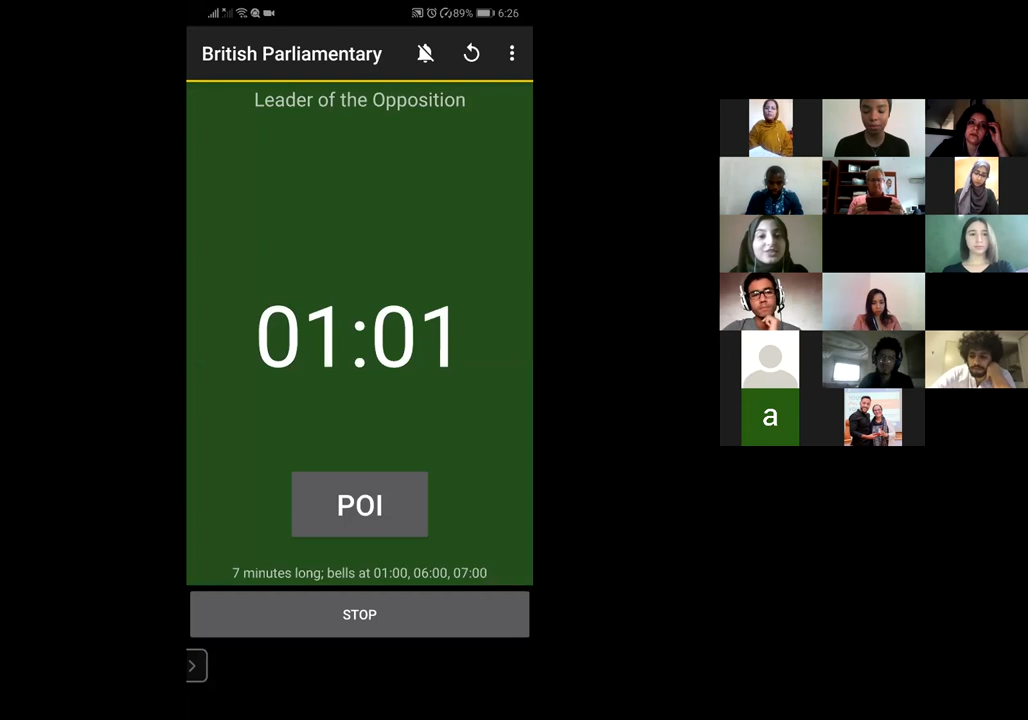 89% 6:26
British Parliamentary
Leader of the Opposition
01:01
POI
7 minutes long; bells at 01:00, 06:00, 07:00
STOP
a